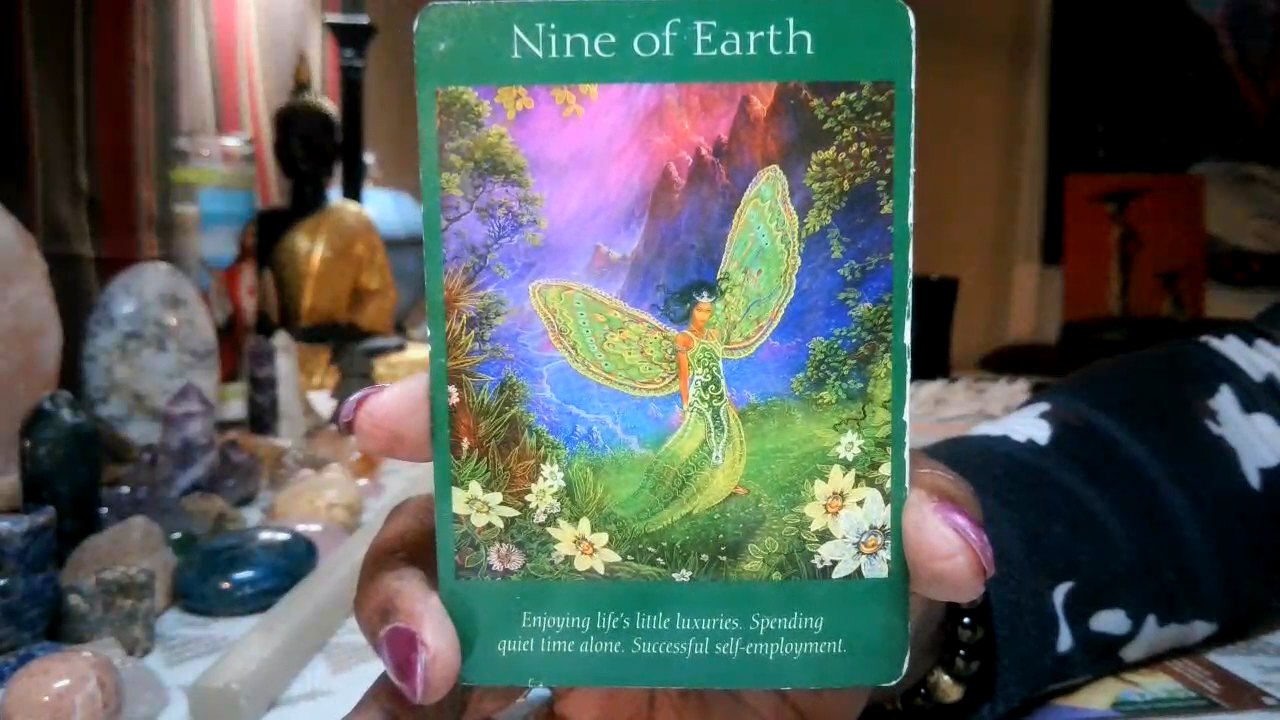 Nine of Earth
Enjoying life's little luxuries. Spending
quiet time alone. Successful self-employment.